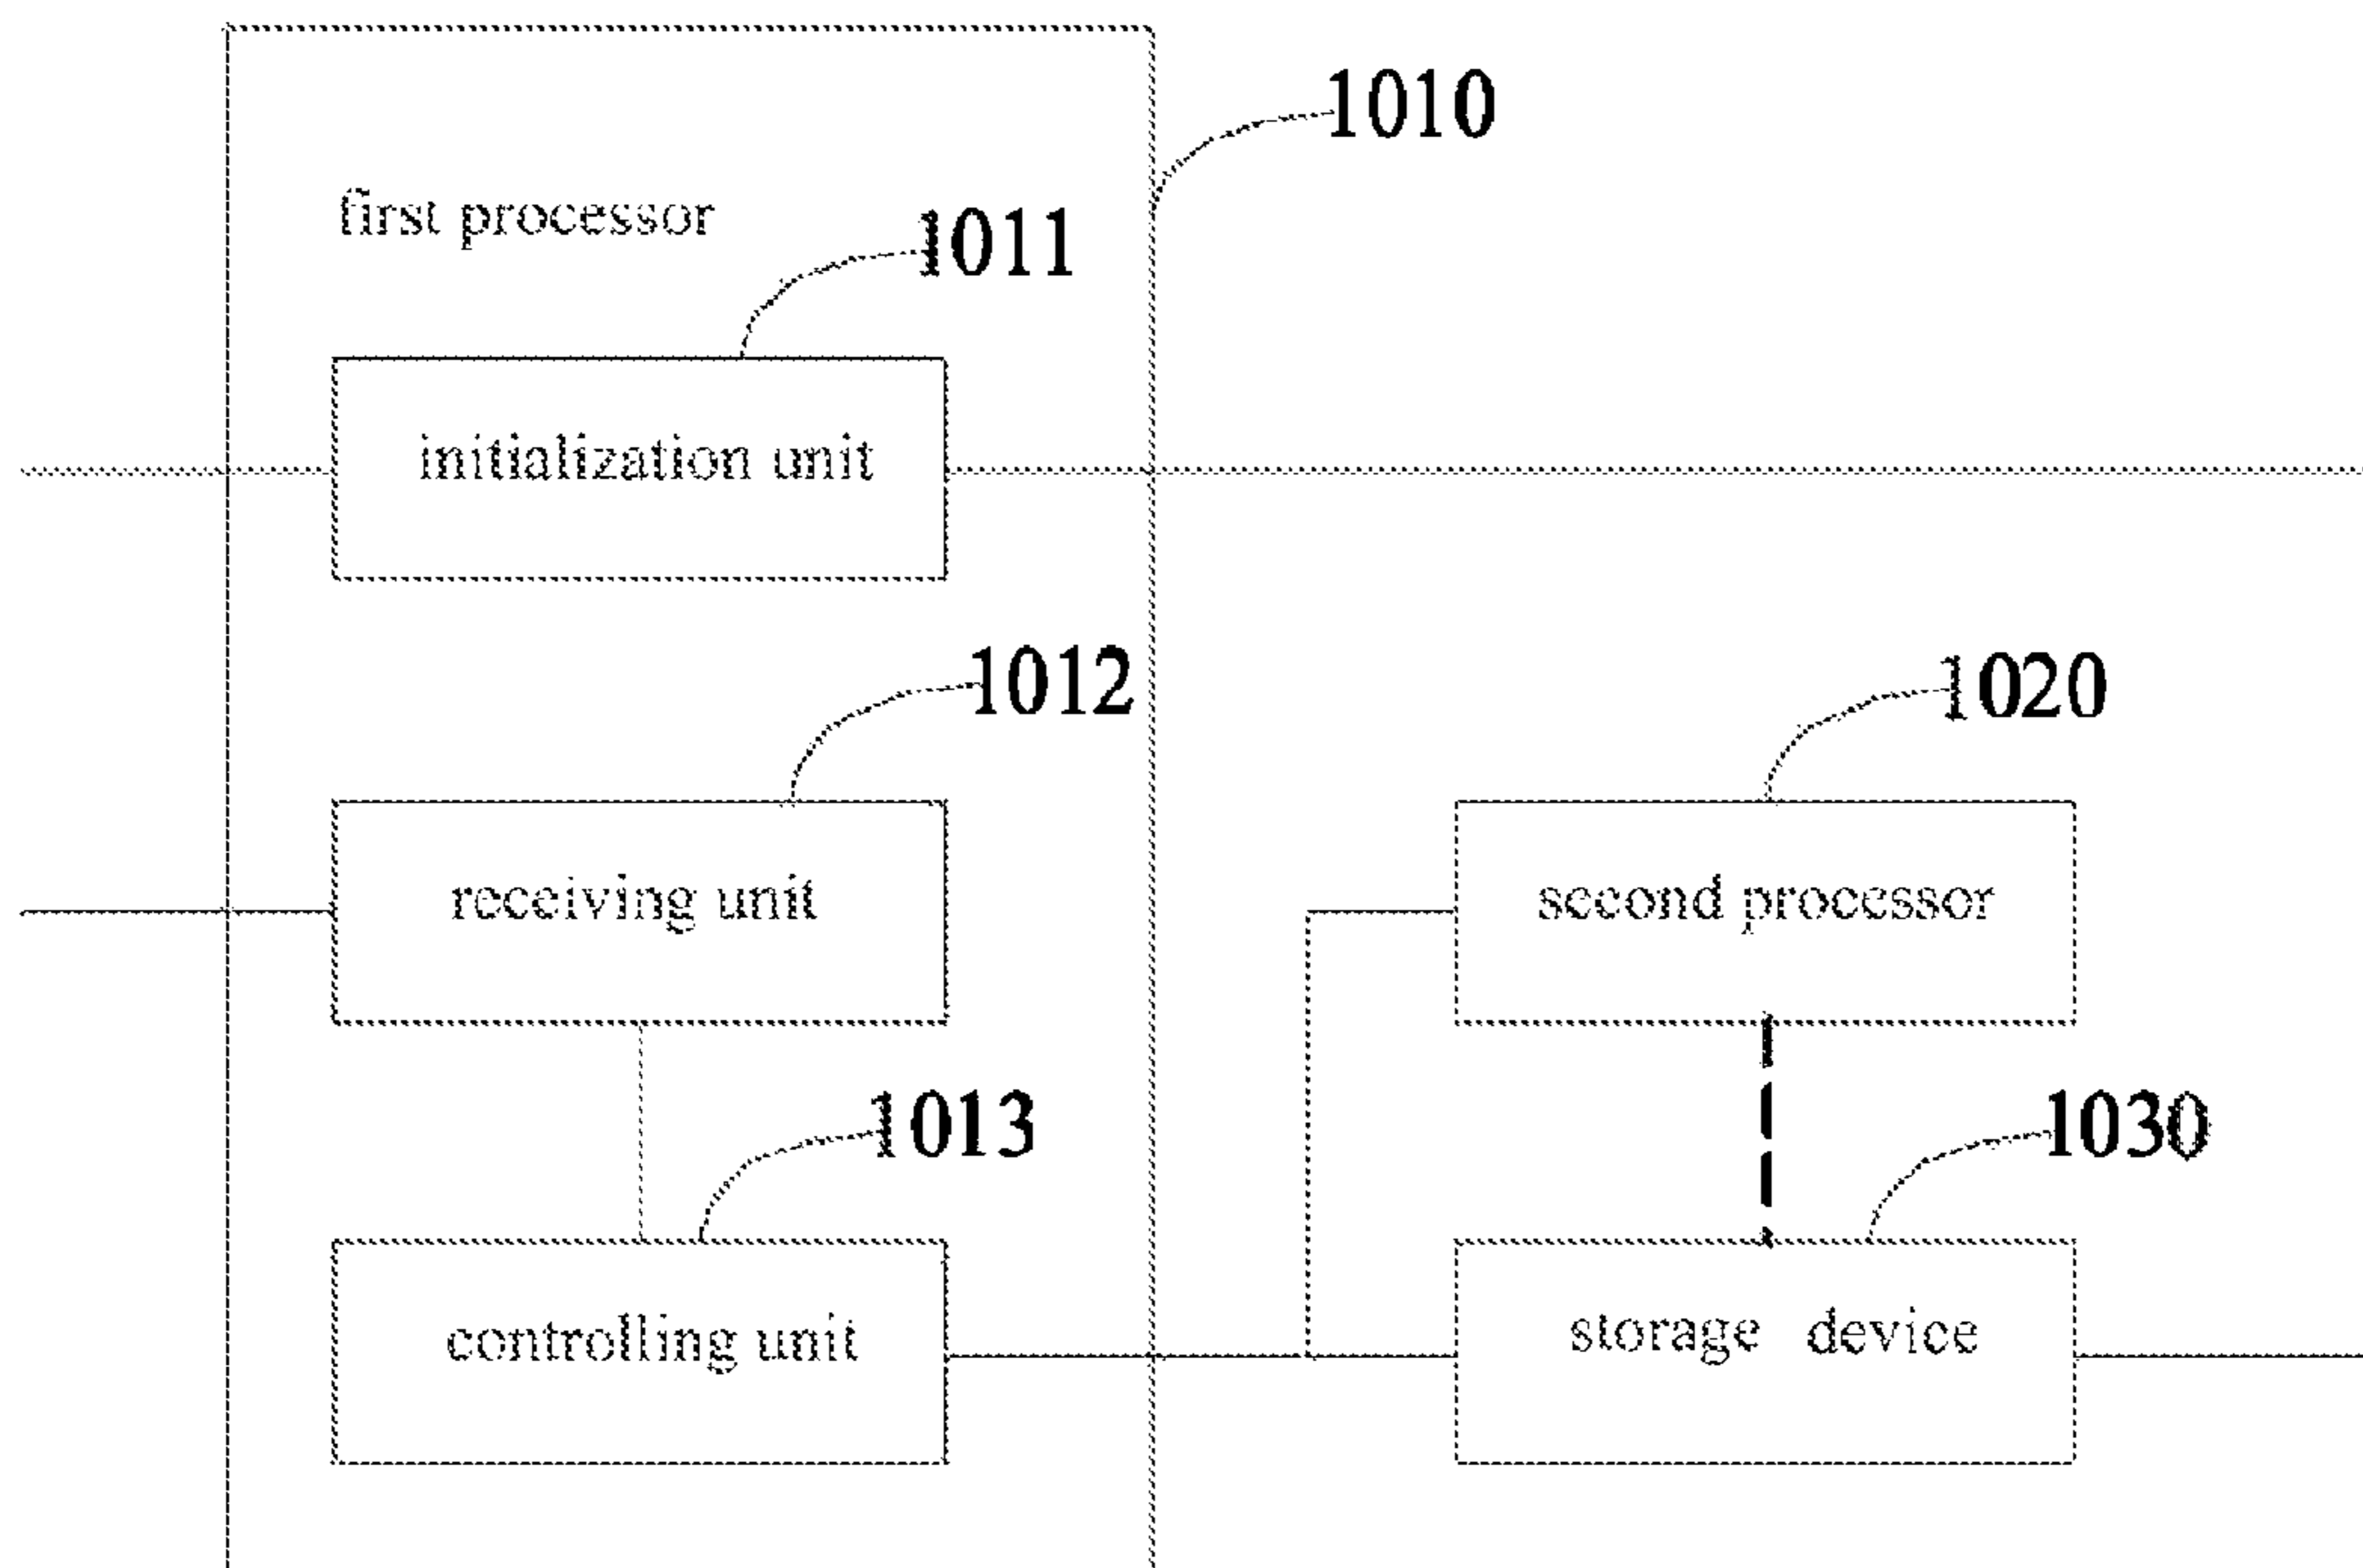 1010
first processor
1011
initialization unit
1012
1020
receiving unit
second processor
1013
1030
controlling unit
storage device